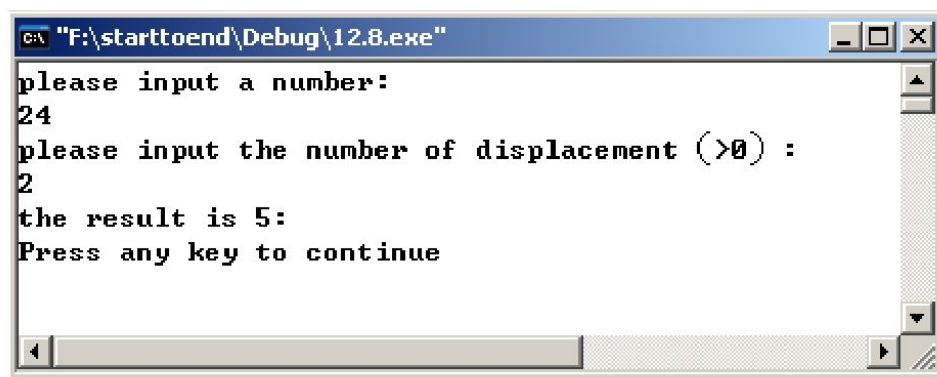 "F:\starttoend\Debug\12.8.exe"
please input a number:
24
please input the number of displacement (>0) :
2
the result is 5:
Press any key to continue